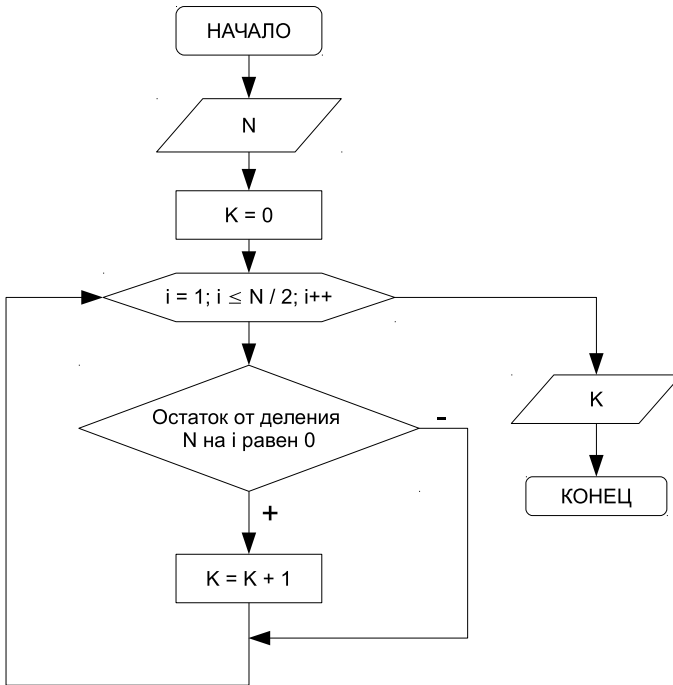 НАЧАЛО
N
K = 0
i = 1; i ≤ N / 2; i++
Остаток от деления
N на i равен 0
-
+
K = K + 1
K
КОНЕЦ